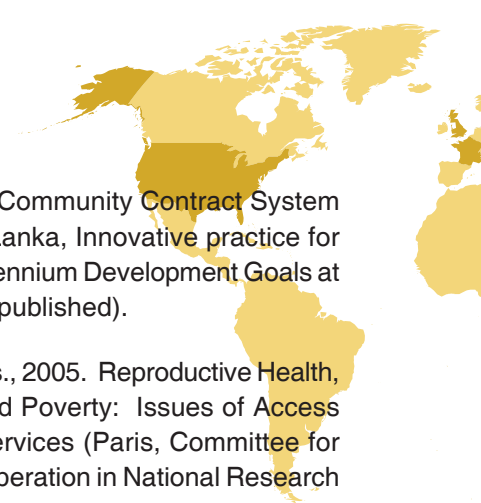 Community Contract System
Lanka, Innovative practice for
ennium Development Goals at
published).
s., 2005. Reproductive Health,
d Poverty: Issues of Access
ervices (Paris, Committee for
peration in National Research